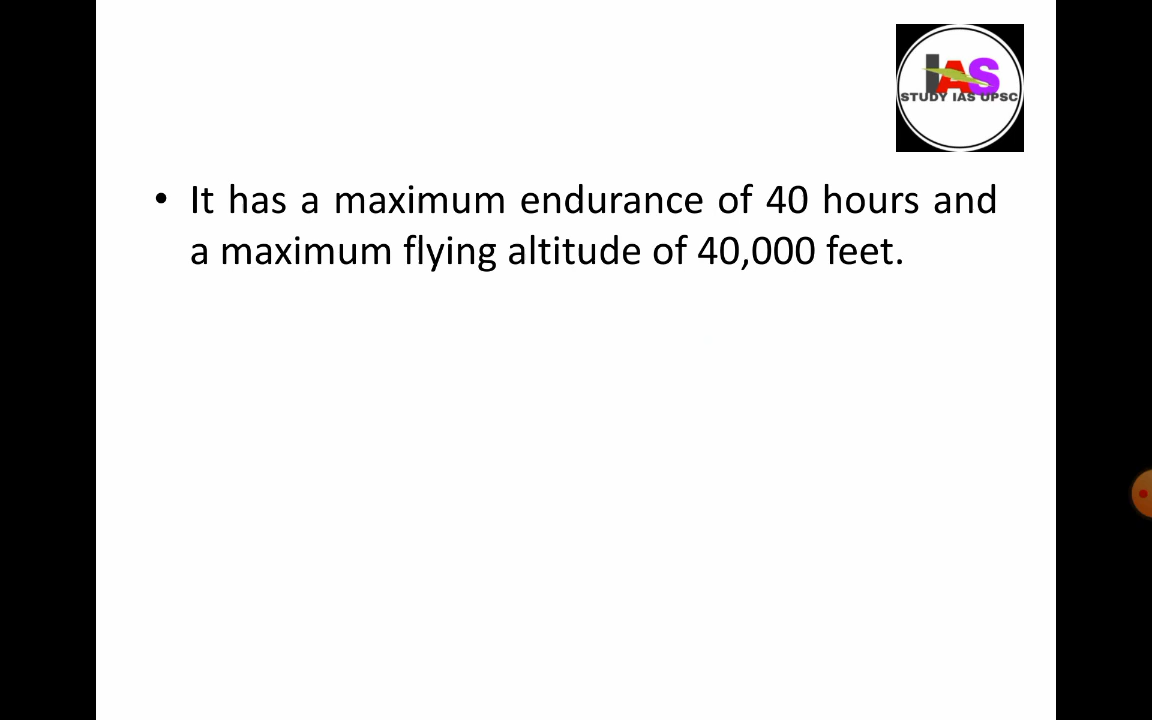 IAS
STUDY IAS UPSC
• It has a maximum endurance of 40 hours and
a maximum flying altitude of 40,000 feet.